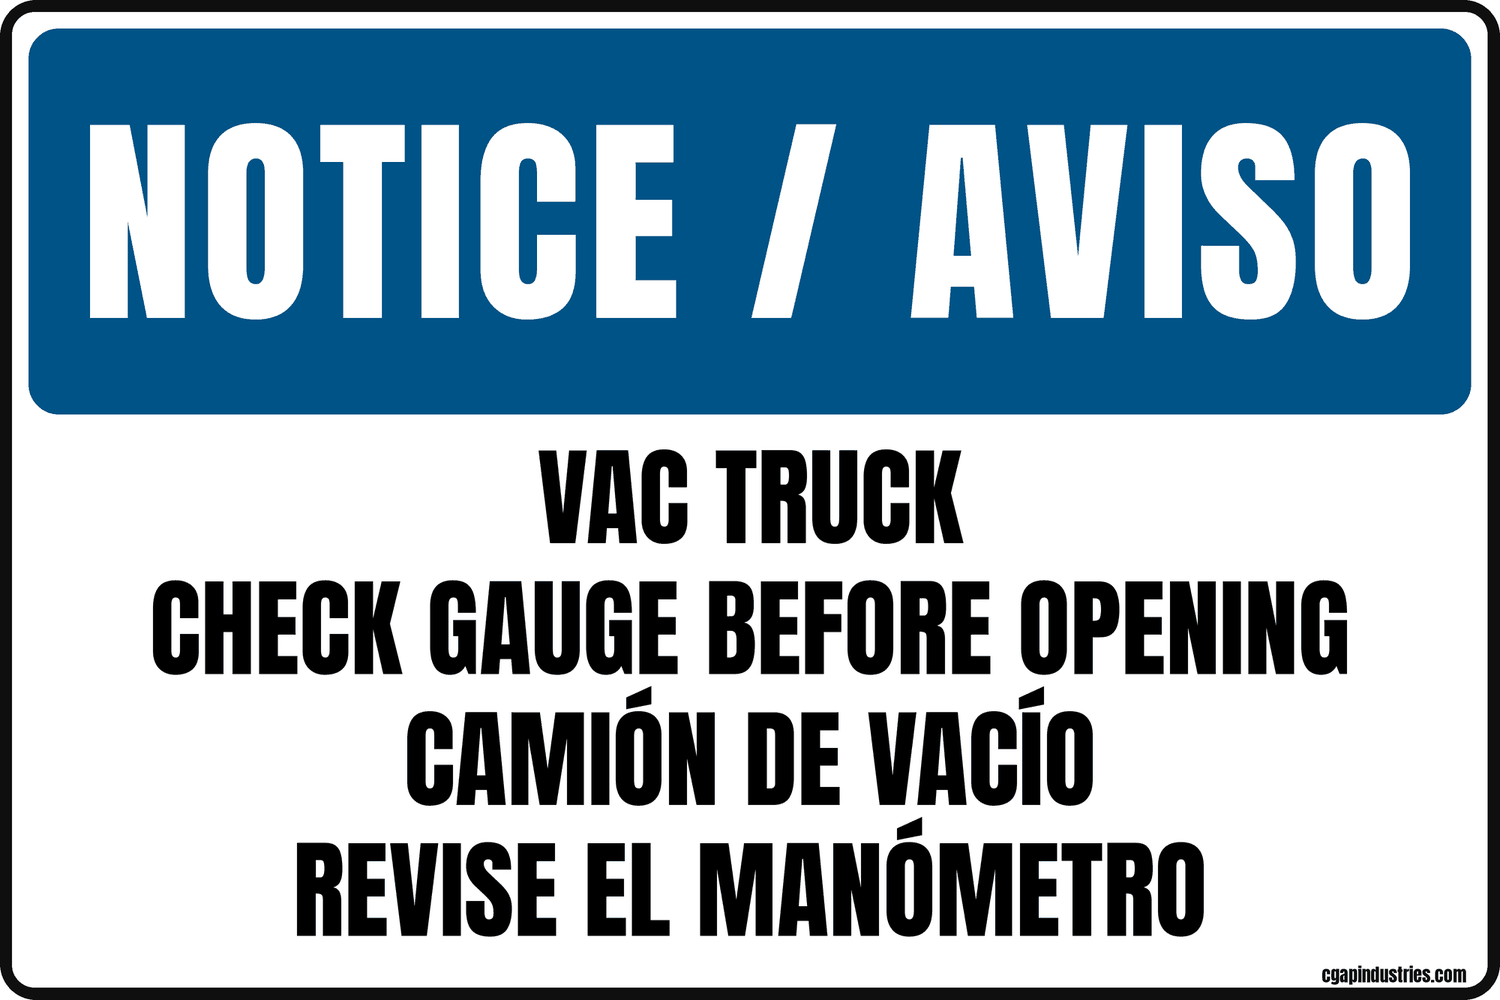 NOTICE / AVISO
VAC TRUCK
CHECK GAUGE BEFORE OPENING
CAMIÓN DE VACÍO
REVISE EL MANÓMETRO
cgapindustries.com